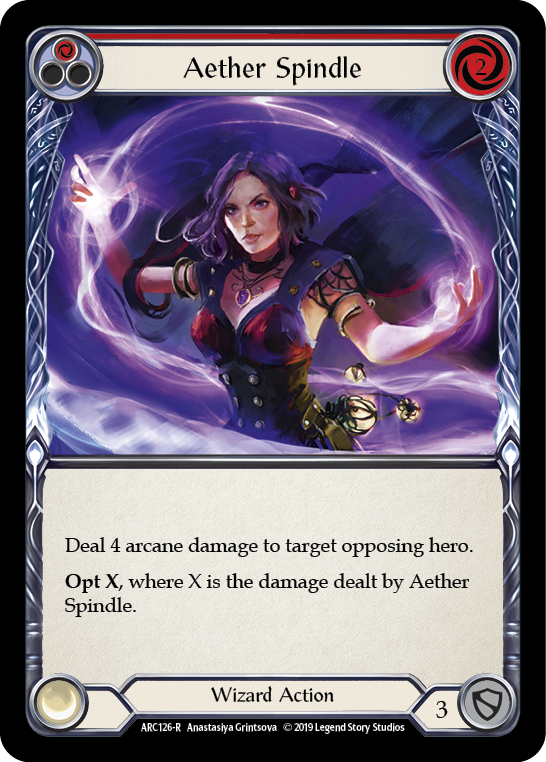 Aether Spindle
2
Deal 4 arcane damage to target opposing hero.
Opt X, where X is the damage dealt by Aether
Spindle.
Wizard Action
3
ARC126-R Anastasiya Grintsova © 2019 Legend Story Studios